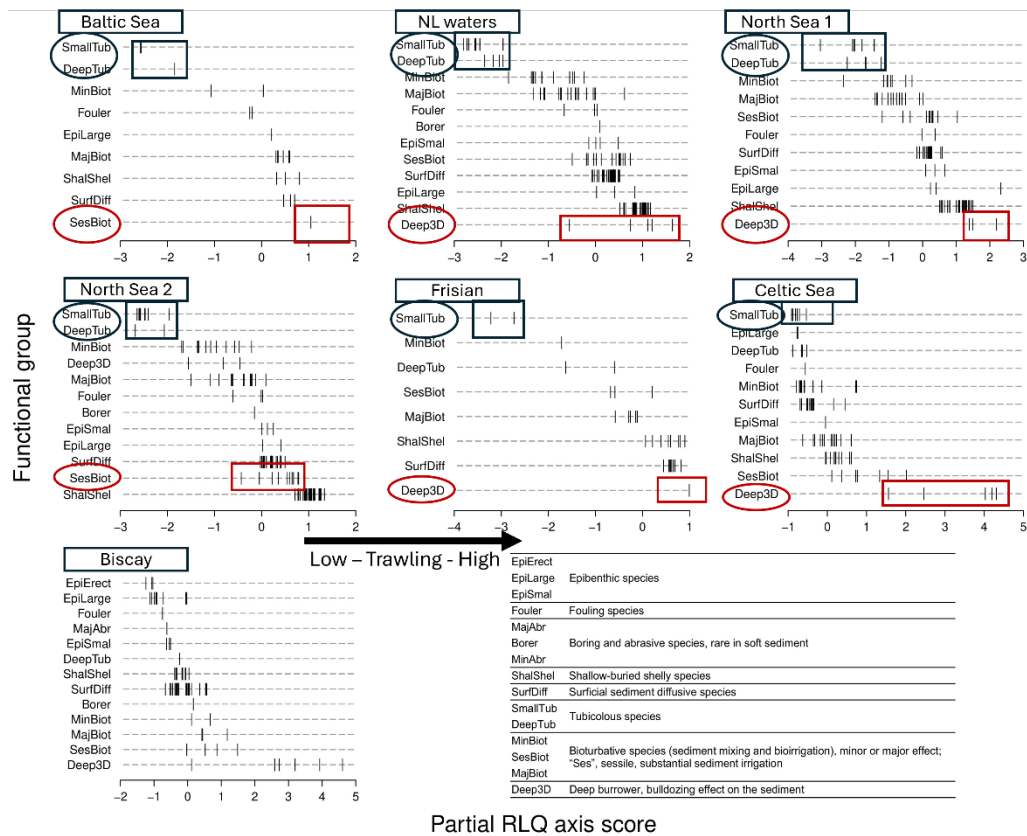 Baltic Sea
SmallTub
DeepTub
MinBiot
Fouler
EpiLarge
MajBiot
ShalShel
SurfDiff
SesBiot
−3 −2 −1 0 1 2
NL waters
SmallTub
DeepTub
MinBiot
MajBiot
Fouler
Borer
EpiSmal
SesBiot
SurfDiff
EpiLarge
ShalShel
Deep3D
−3 −2 −1 0 1 2
North Sea 1
SmallTub
DeepTub
MinBiot
MajBiot
SesBiot
Fouler
SurfDiff
EpiSmal
EpiLarge
ShalShel
Deep3D
−4 −3 −2 −1 0 1 2 3
Functional group
North Sea 2
SmallTub
DeepTub
MinBiot
Deep3D
MajBiot
Fouler
Borer
EpiSmal
EpiLarge
SurfDiff
SesBiot
ShalShel
−3 −2 −1 0 1 2
Frisian
SmallTub
MinBiot
DeepTub
SesBiot
MajBiot
ShalShel
SurfDiff
Deep3D
−4 −3 −2 −1 0 1
Celtic Sea
SmallTub
EpiLarge
DeepTub
Fouler
MinBiot
SurfDiff
EpiSmal
MajBiot
ShalShel
SesBiot
Deep3D
−1 0 1 2 3 4 5
Low – Trawling - High
Biscay
EpiErect
EpiLarge
Fouler
MajAbr
EpiSmal
DeepTub
ShalShel
SurfDiff
Borer
MinBiot
MajBiot
SesBiot
Deep3D
−2 −1 0 1 2 3 4 5
EpiErect
EpiLarge Epibenthic species
EpiSmal
Fouler Fouling species
MajAbr
Borer Boring and abrasive species, rare in soft sediment
MinAbr
ShalShel Shallow-buried shelly species
SurfDiff Surficial sediment diffusive species
SmallTub
DeepTub Tubicolous species
MinBiot
SesBiot Bioturbative species (sediment mixing and bioirrigation), minor or major effect;
"Ses", sessile, substantial sediment irrigation
MajBiot
Deep3D Deep burrower, bulldozing effect on the sediment
Partial RLQ axis score